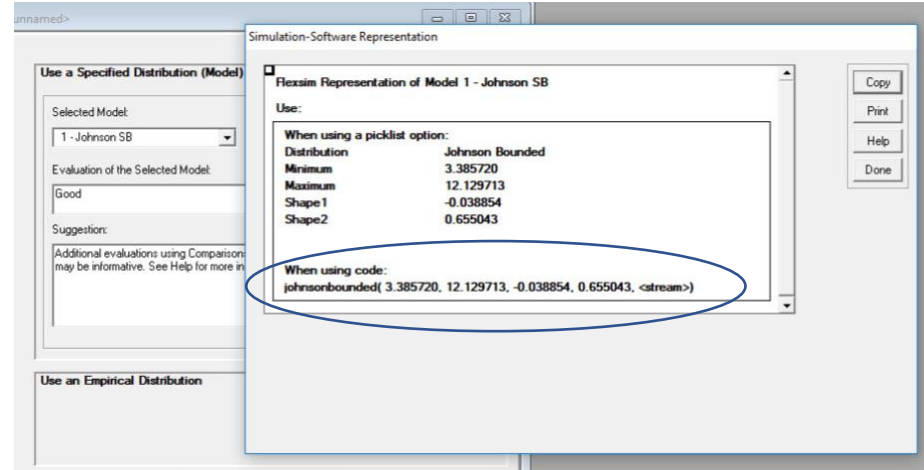 unnamed>
Simulation-Software Representation
Use a Specified Distribution (Model)
Selected Model:
1 - Johnson SB
Evaluation of the Selected Model:
Good
Suggestion:
Additional evaluations using Comparison
may be informative. See Help for more in
Use an Empirical Distribution
Flexsim Representation of Model 1 - Johnson SB
Use:
When using a picklist option:
Distribution Johnson Bounded
Minimum 3.385720
Maximum 12.129713
Shape1 -0.038854
Shape2 0.655043
When using code:
johnsonbounded( 3.385720, 12.129713, -0.038854, 0.655043, <stream>)
Copy
Print
Help
Done